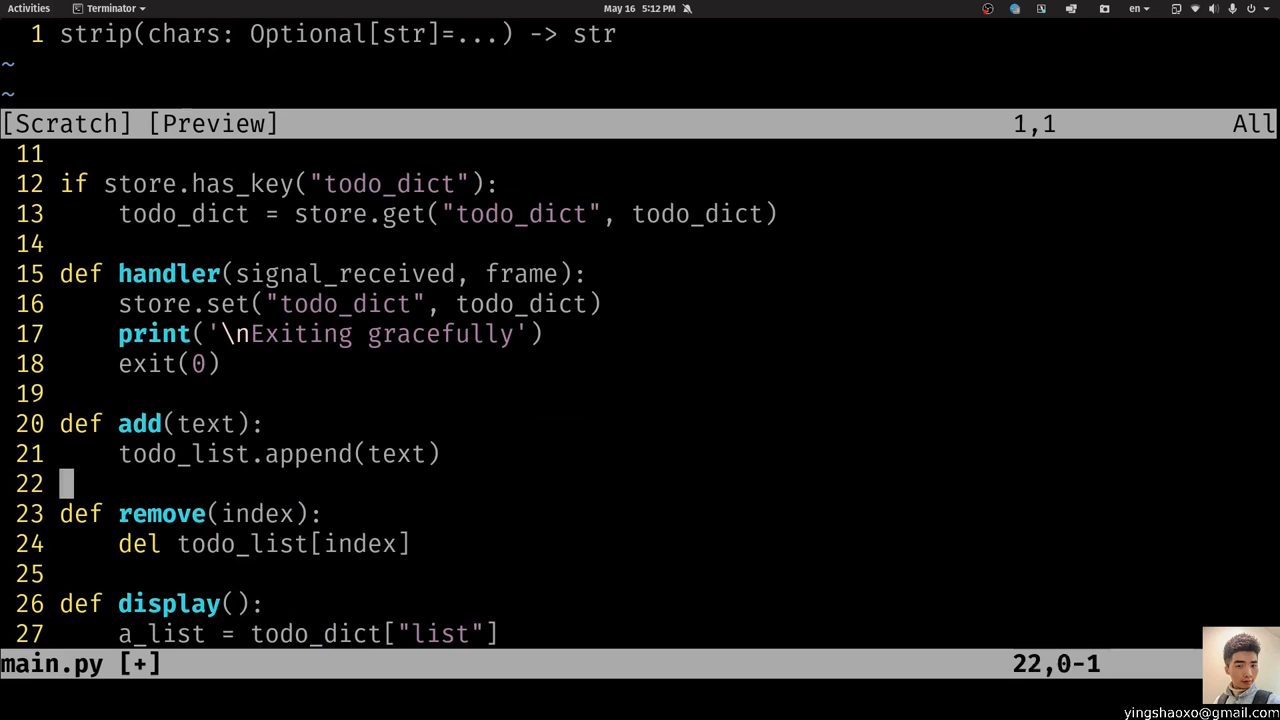 Activities Terminator May 16 5:12 PM en
1 strip(chars: Optional[str]=...) -> str
~
~
[Scratch] [Preview] 1,1 All
11
12 if store.has_key("todo_dict"):
13     todo_dict = store.get("todo_dict", todo_dict)
14
15 def handler(signal_received, frame):
16     store.set("todo_dict", todo_dict)
17     print('\nExiting gracefully')
18     exit(0)
19
20 def add(text):
21     todo_list.append(text)
22
23 def remove(index):
24     del todo_list[index]
25
26 def display():
27     a_list = todo_dict["list"]
main.py [+] 22,0-1
yingshaoxo@gmail.com